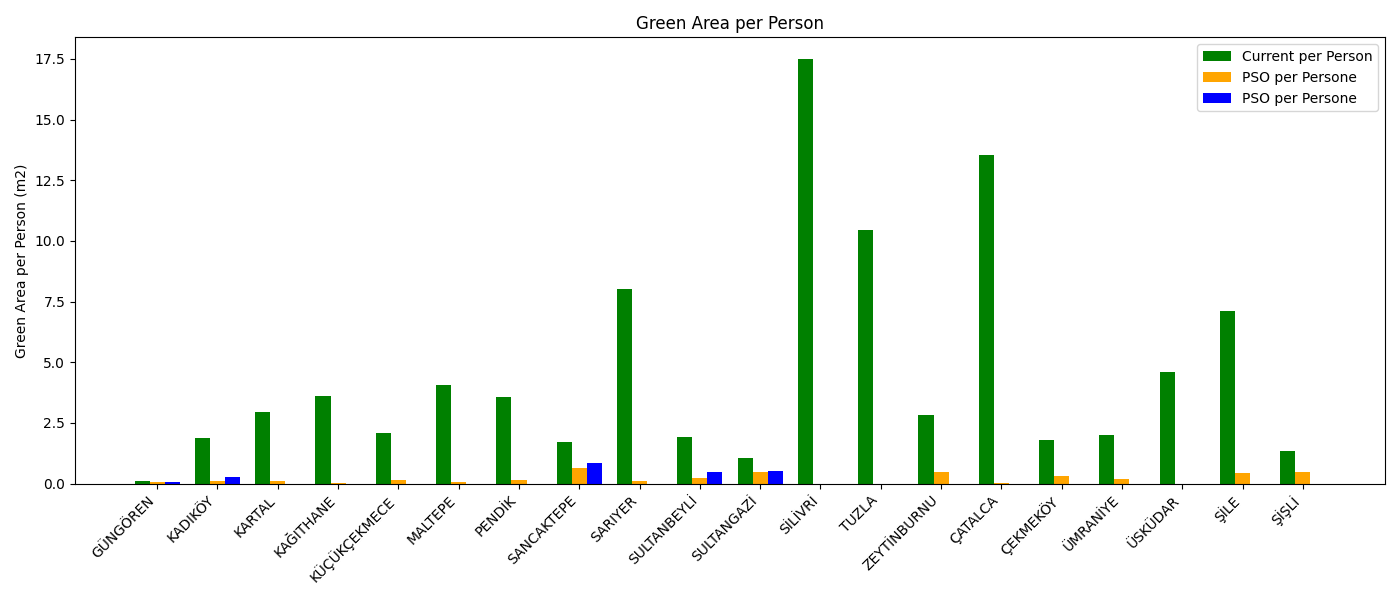 Green Area per Person
Current per Person
PSO per Persone
PSO per Persone
Green Area per Person (m2)
17.5
15.0
12.5
10.0
7.5
5.0
2.5
0.0
GÜNGÖREN
KADIKÖY
KARTAL
KAĞITHANE
KÜÇÜKÇEKMECE
MALTEPE
PENDİK
SANCAKTEPE
SARIYER
SULTANBEYLİ
SULTANGAZİ
SİLİVRİ
TUZLA
ZEYTİNBURNU
ÇATALCA
ÇEKMEKÖY
ÜMRANİYE
ÜSKÜDAR
ŞİLE
ŞİŞLİ